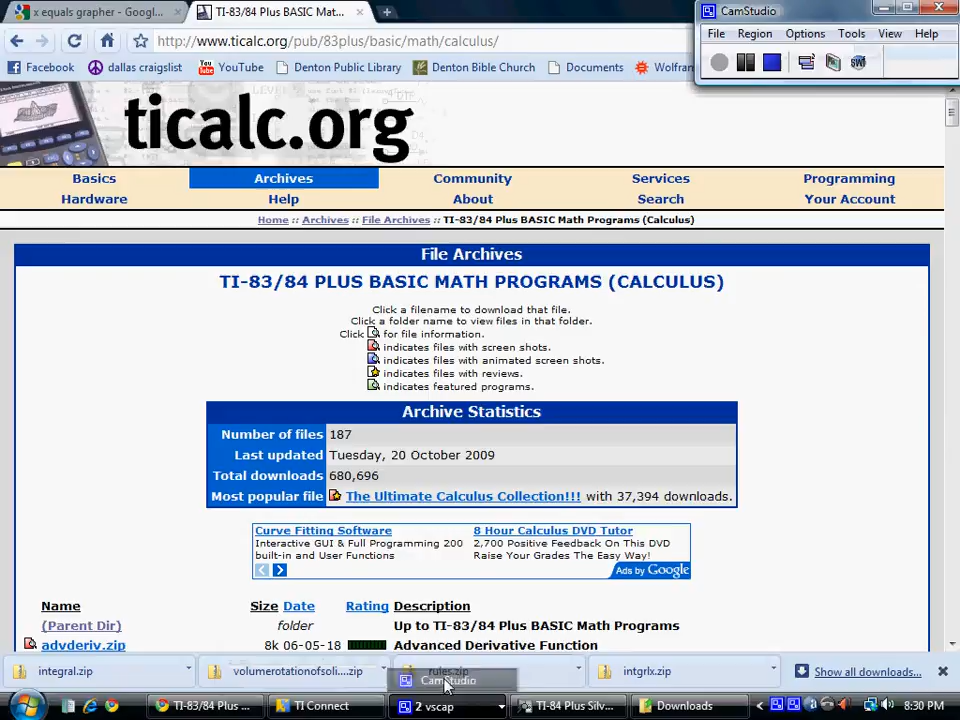 x equals grapher - Googl...
TI-83/84 Plus BASIC Mat...
CamStudio
File Region Options Tools View Help
http://www.ticalc.org/pub/83plus/basic/math/calculus/
Facebook dallas craigslist YouTube Denton Public Library Denton Bible Church Documents Wolfran
ticalc.org
Basics Archives Community Services Programming
Hardware Help About Search Your Account
Home :: Archives :: File Archives :: TI-83/84 Plus BASIC Math Programs (Calculus)
File Archives
TI-83/84 PLUS BASIC MATH PROGRAMS (CALCULUS)
Click a filename to download that file.
Click a folder name to view files in that folder.
Click for file information.
indicates files with screen shots.
indicates files with animated screen shots.
indicates files with reviews.
indicates featured programs.
Archive Statistics
Number of files 187
Last updated Tuesday, 20 October 2009
Total downloads 680,696
Most popular file The Ultimate Calculus Collection!!! with 37,394 downloads.
Curve Fitting Software 8 Hour Calculus DVD Tutor
Interactive GUI & Full Programming 200 2,700 Positive Feedback On This DVD
built-in and User Functions Raise Your Grades The Easy Way!
Ads by Google
Name Size Date Rating Description
(Parent Dir) folder Up to TI-83/84 Plus BASIC Math Programs
advderiv.zip 8k 06-05-18 Advanced Derivative Function
integral.zip volumerotationofsoli....zip rules.zip intgrlx.zip Show all downloads...
CamStudio
TI-83/84 Plus ... TI Connect 2 vscap TI-84 Plus Silv... Downloads 8:30 PM